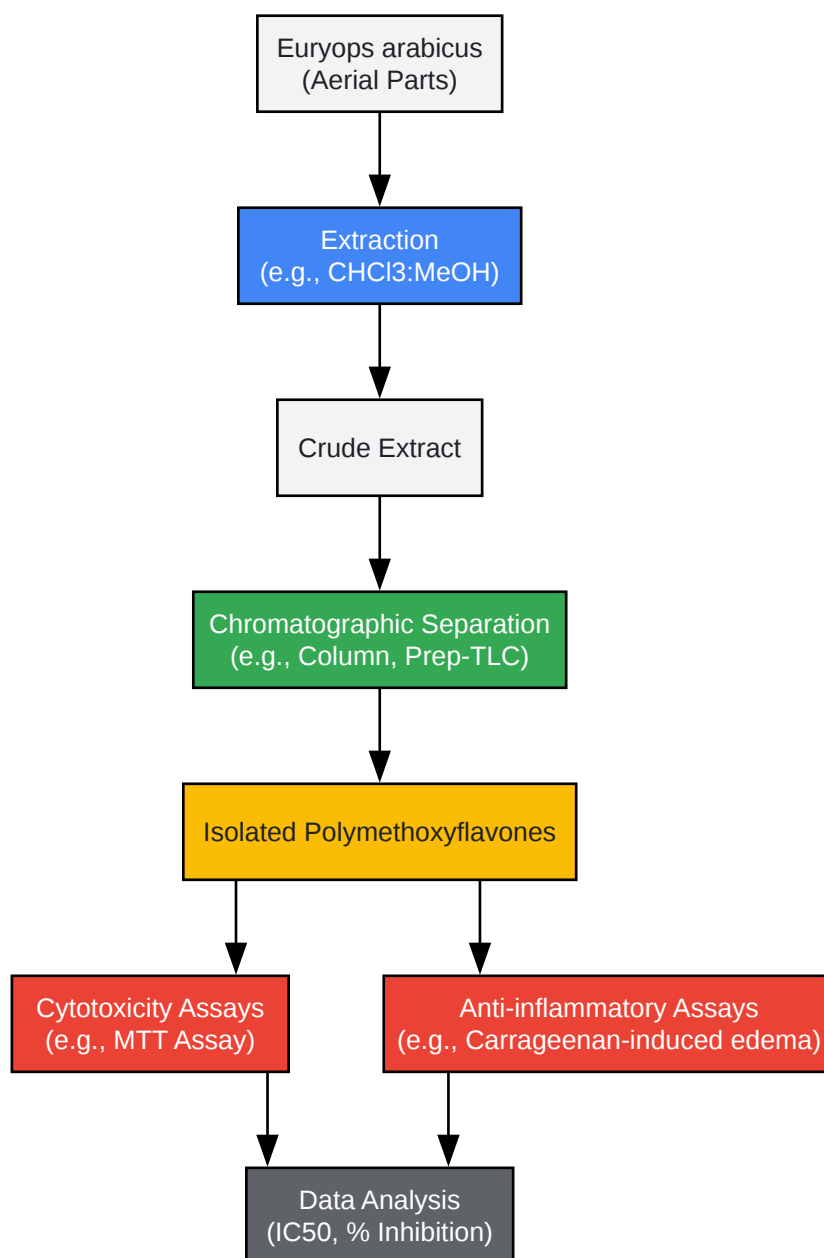 Euryops arabicus
(Aerial Parts)
Extraction
(e.g., CHCl3:MeOH)
Crude Extract
Chromatographic Separation
(e.g., Column, Prep-TLC)
Isolated Polymethoxyflavones
Cytotoxicity Assays
(e.g., MTT Assay)
Anti-inflammatory Assays
(e.g., Carrageenan-induced edema)
Data Analysis
(IC50, % Inhibition)